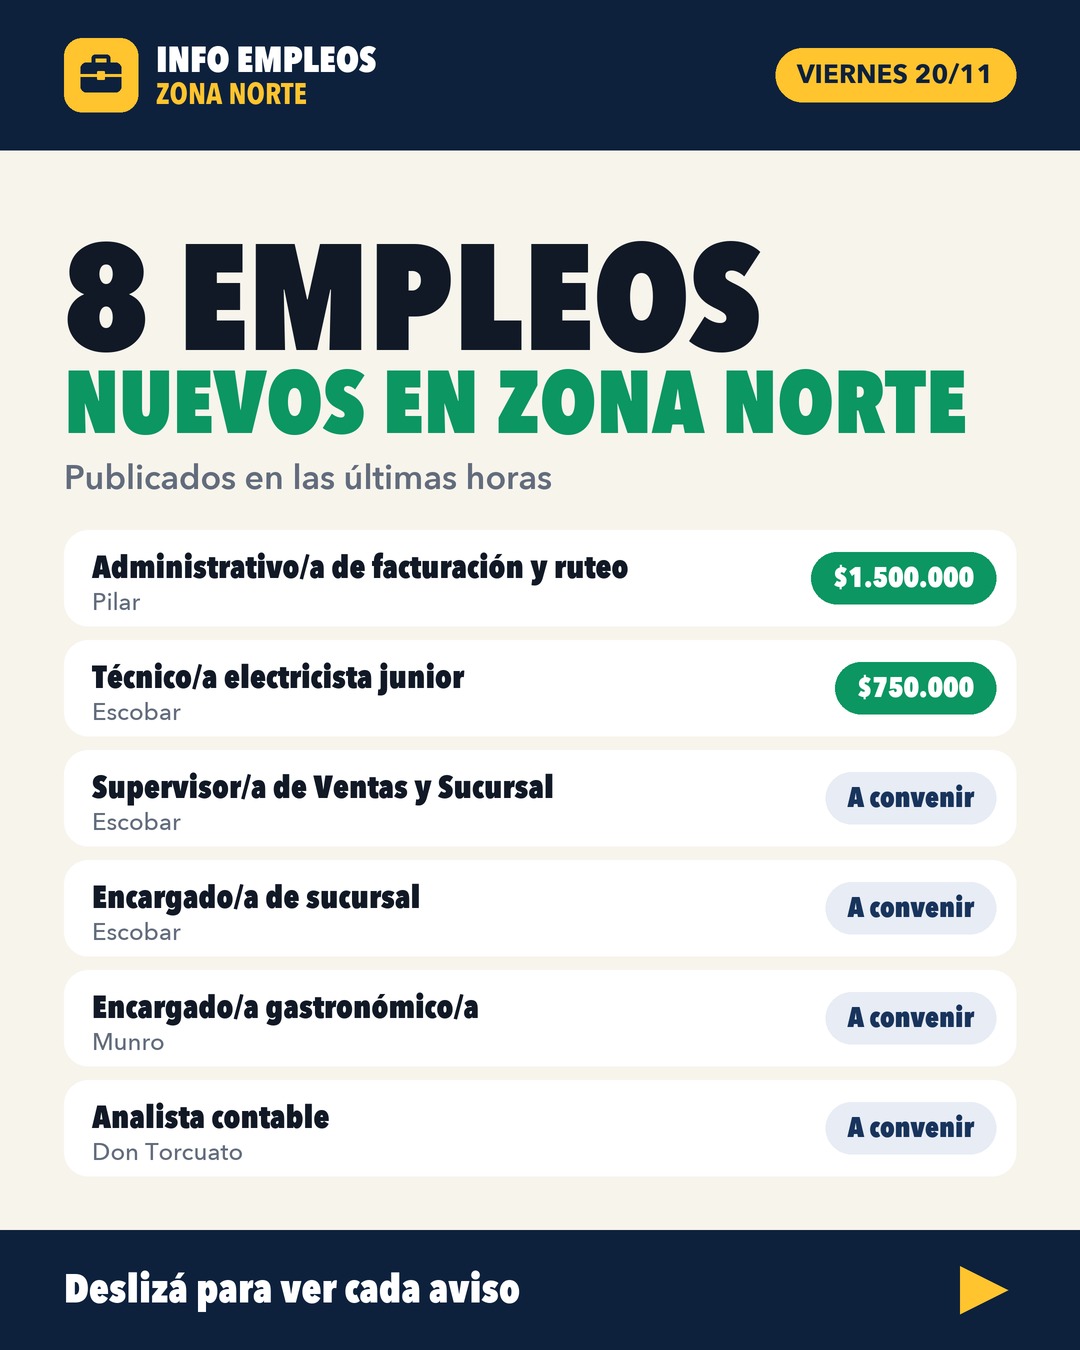 INFO EMPLEOS
ZONA NORTE
VIERNES 20/11
8 EMPLEOS
NUEVOS EN ZONA NORTE
Publicados en las últimas horas
Administrativo/a de facturación y ruteo
Pilar
$1.500.000
Técnico/a electricista junior
Escobar
$750.000
Supervisor/a de Ventas y Sucursal
Escobar
A convenir
Encargado/a de sucursal
Escobar
A convenir
Encargado/a gastronómico/a
Munro
A convenir
Analista contable
Don Torcuato
A convenir
Deslizá para ver cada aviso